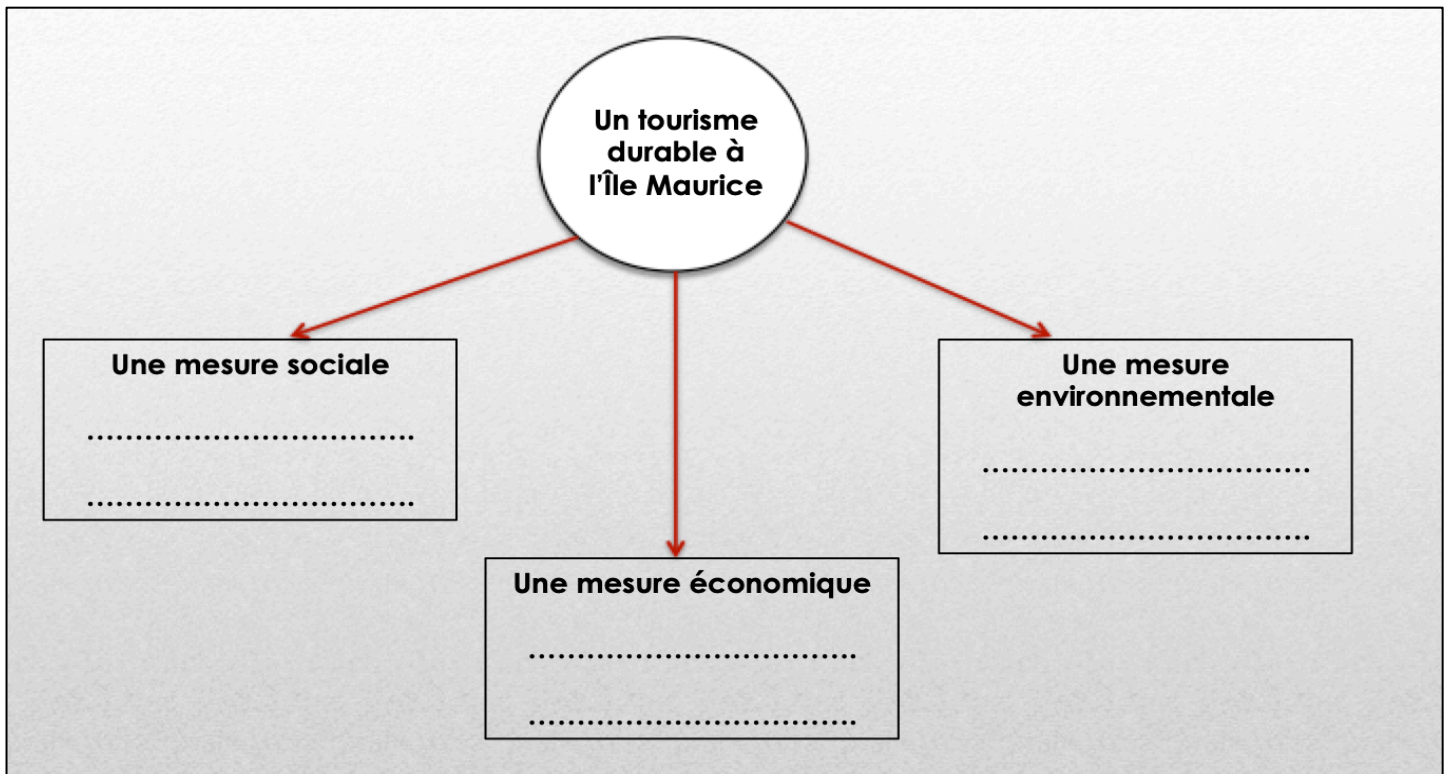 Un tourisme
durable à
l'Île Maurice
Une mesure sociale
..................................
..................................
Une mesure économique
..................................
..................................
Une mesure
environnementale
..................................
..................................